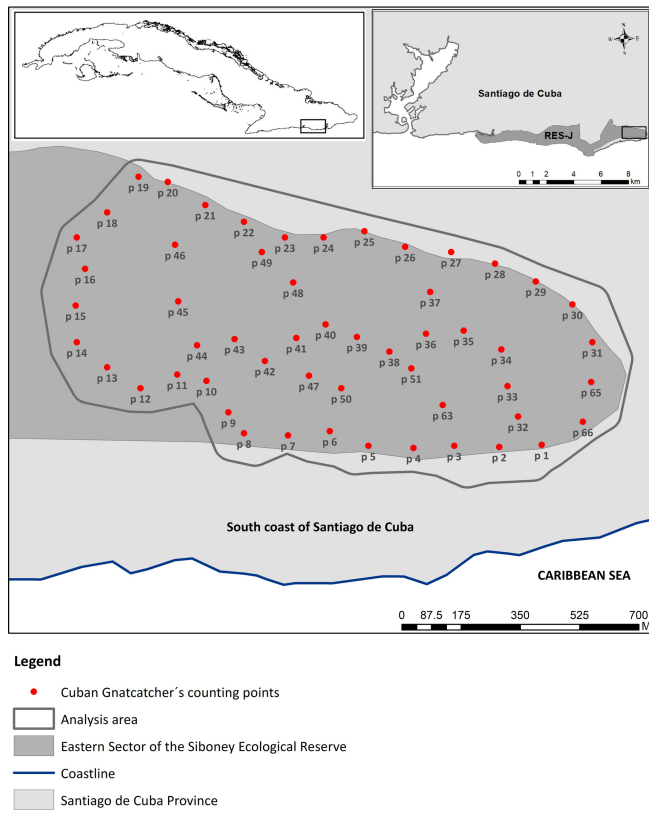 N
W E
S
Santiago de Cuba
RES-J
0 1 2 4 6 8
km
p 19
p 20
p 21
p 18
p 22
p 17
p 46
p 49
p 23
p 24
p 25
p 26
p 27
p 28
p 16
p 48
p 37
p 29
p 15
p 45
p 30
p 40
p 14
p 44
p 43
p 41
p 39
p 36
p 35
p 34
p 31
p 38
p 42
p 13
p 11
p 47
p 51
p 12
p 10
p 50
p 33
p 65
p 9
p 63
p 32
p 66
p 8
p 7
p 6
p 5
p 4
p 3
p 2
p 1
South coast of Santiago de Cuba
CARIBBEAN SEA
0 87.5 175 350 525 700
M
Legend
Cuban Gnatcatcher´s counting points
Analysis area
Eastern Sector of the Siboney Ecological Reserve
Coastline
Santiago de Cuba Province